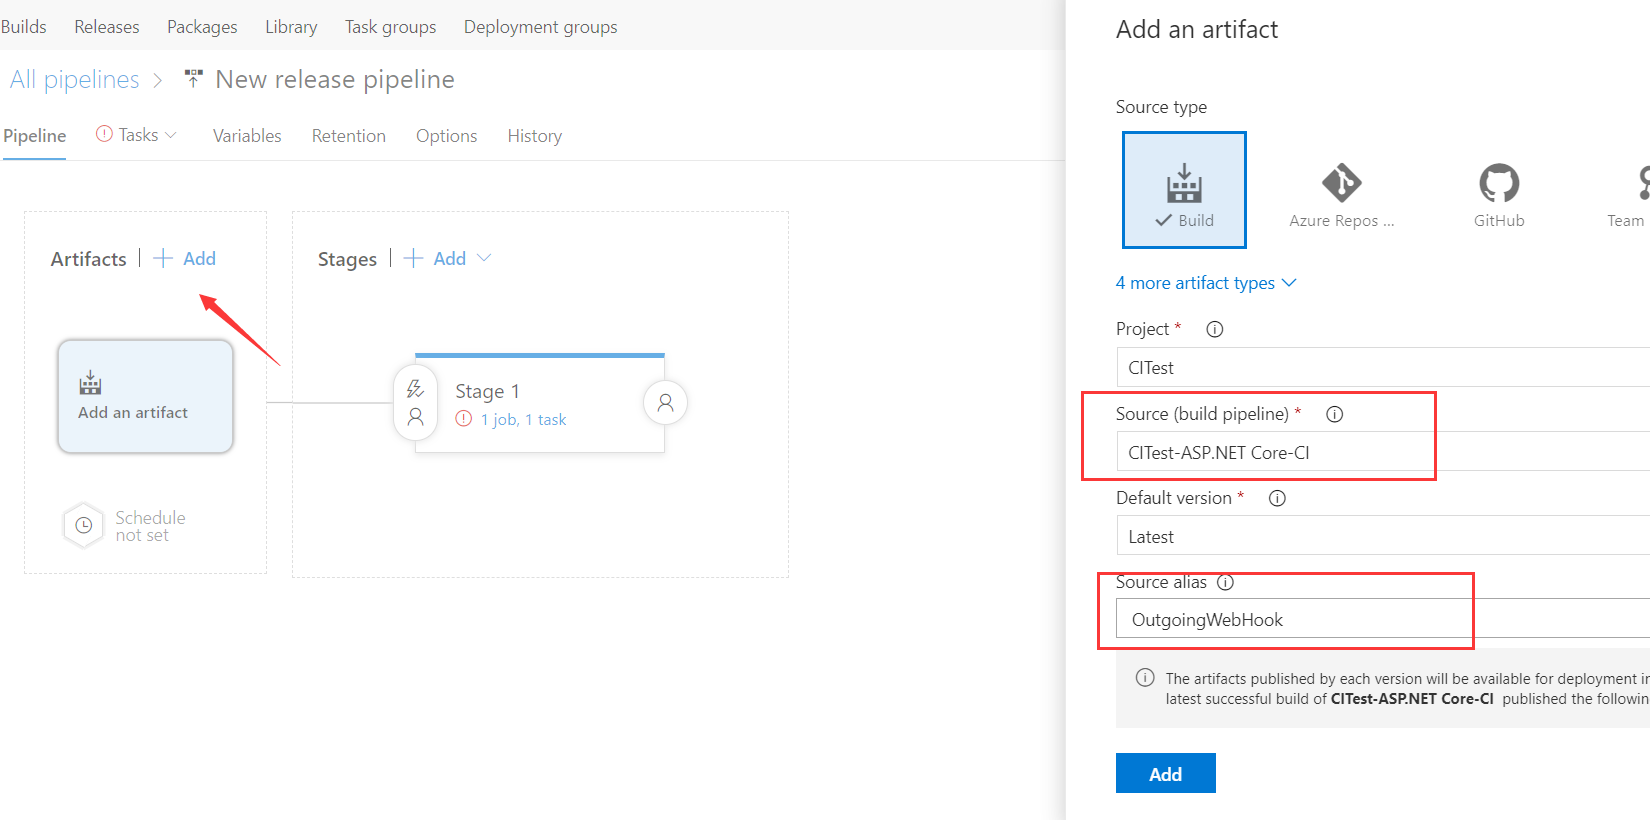 Builds Releases Packages Library Task groups Deployment groups
All pipelines > New release pipeline
Pipeline Tasks Variables Retention Options History
Artifacts | + Add
Stages | + Add
Add an artifact
Schedule
not set
Stage 1
1 job, 1 task
Add an artifact
Source type
Build
Azure Repos ...
GitHub
Team
4 more artifact types
Project *
CITest
Source (build pipeline) *
CITest-ASP.NET Core-CI
Default version *
Latest
Source alias
OutgoingWebHook
The artifacts published by each version will be available for deployment in
latest successful build of CITest-ASP.NET Core-CI published the followin
Add